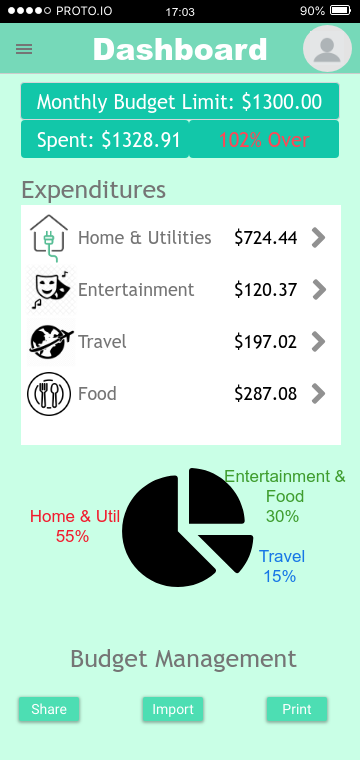 PROTO.IO 17:03 90%
Dashboard
Monthly Budget Limit: $1300.00
Spent: $1328.91 102% Over
Expenditures
Home & Utilities $724.44
Entertainment $120.37
Travel $197.02
Food $287.08
Entertainment &
Food
30%
Home & Util
55%
Travel
15%
Budget Management
Share Import Print